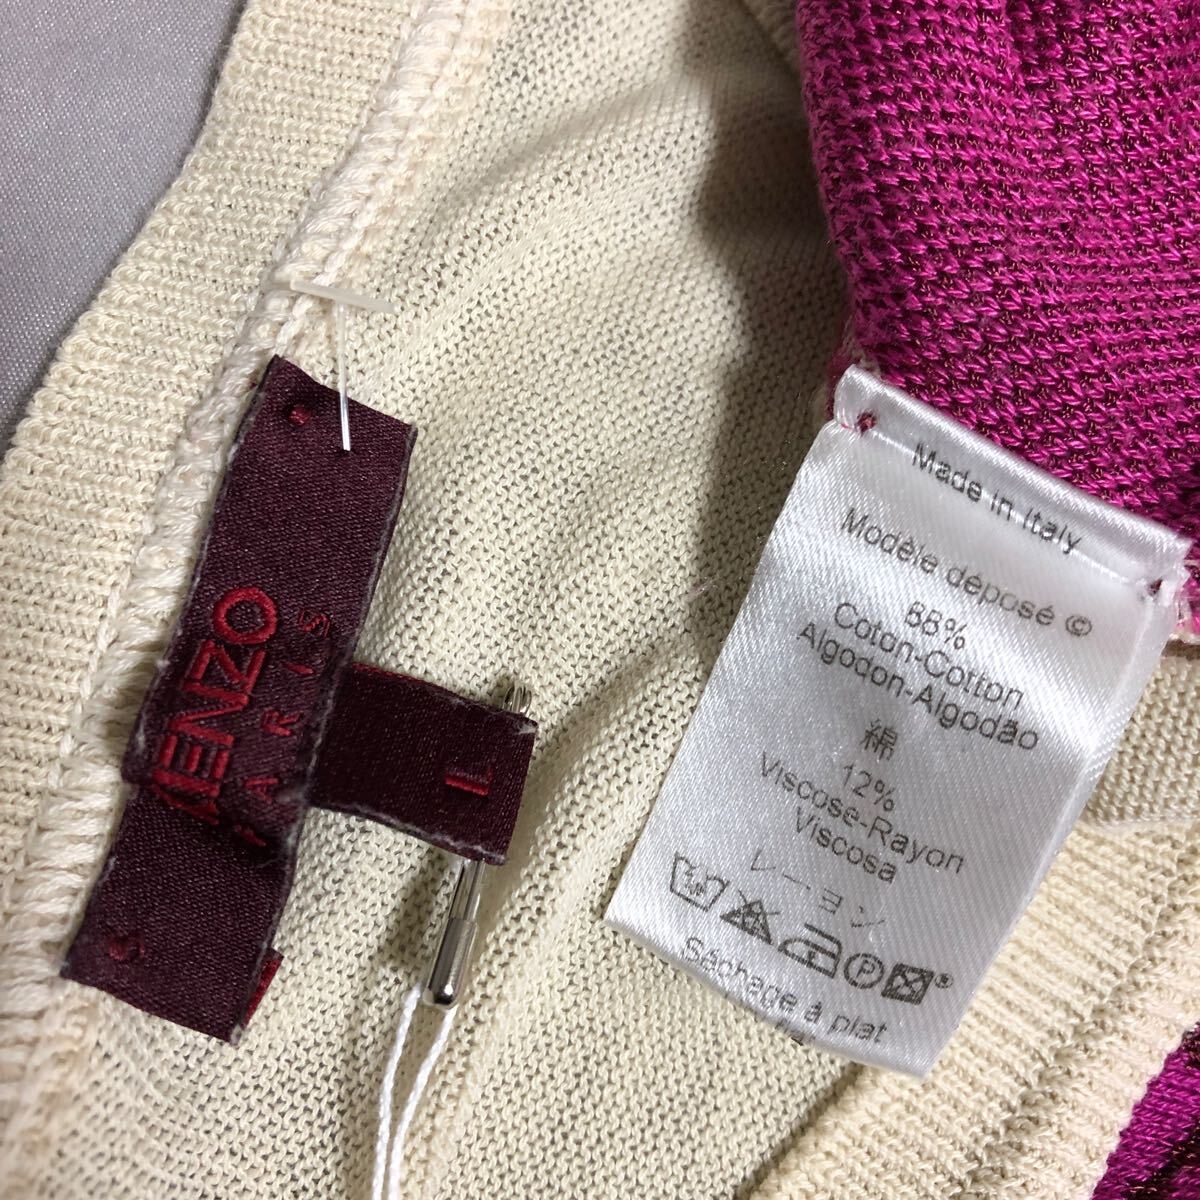 KENZO
PARIS
L
S
Made in Italy
Modèle déposé ©
88%
Coton-Cotton
Algodon-Algodão
綿
12%
Viscose-Rayon
Viscosa
レーヨン
P
Séchage à plat